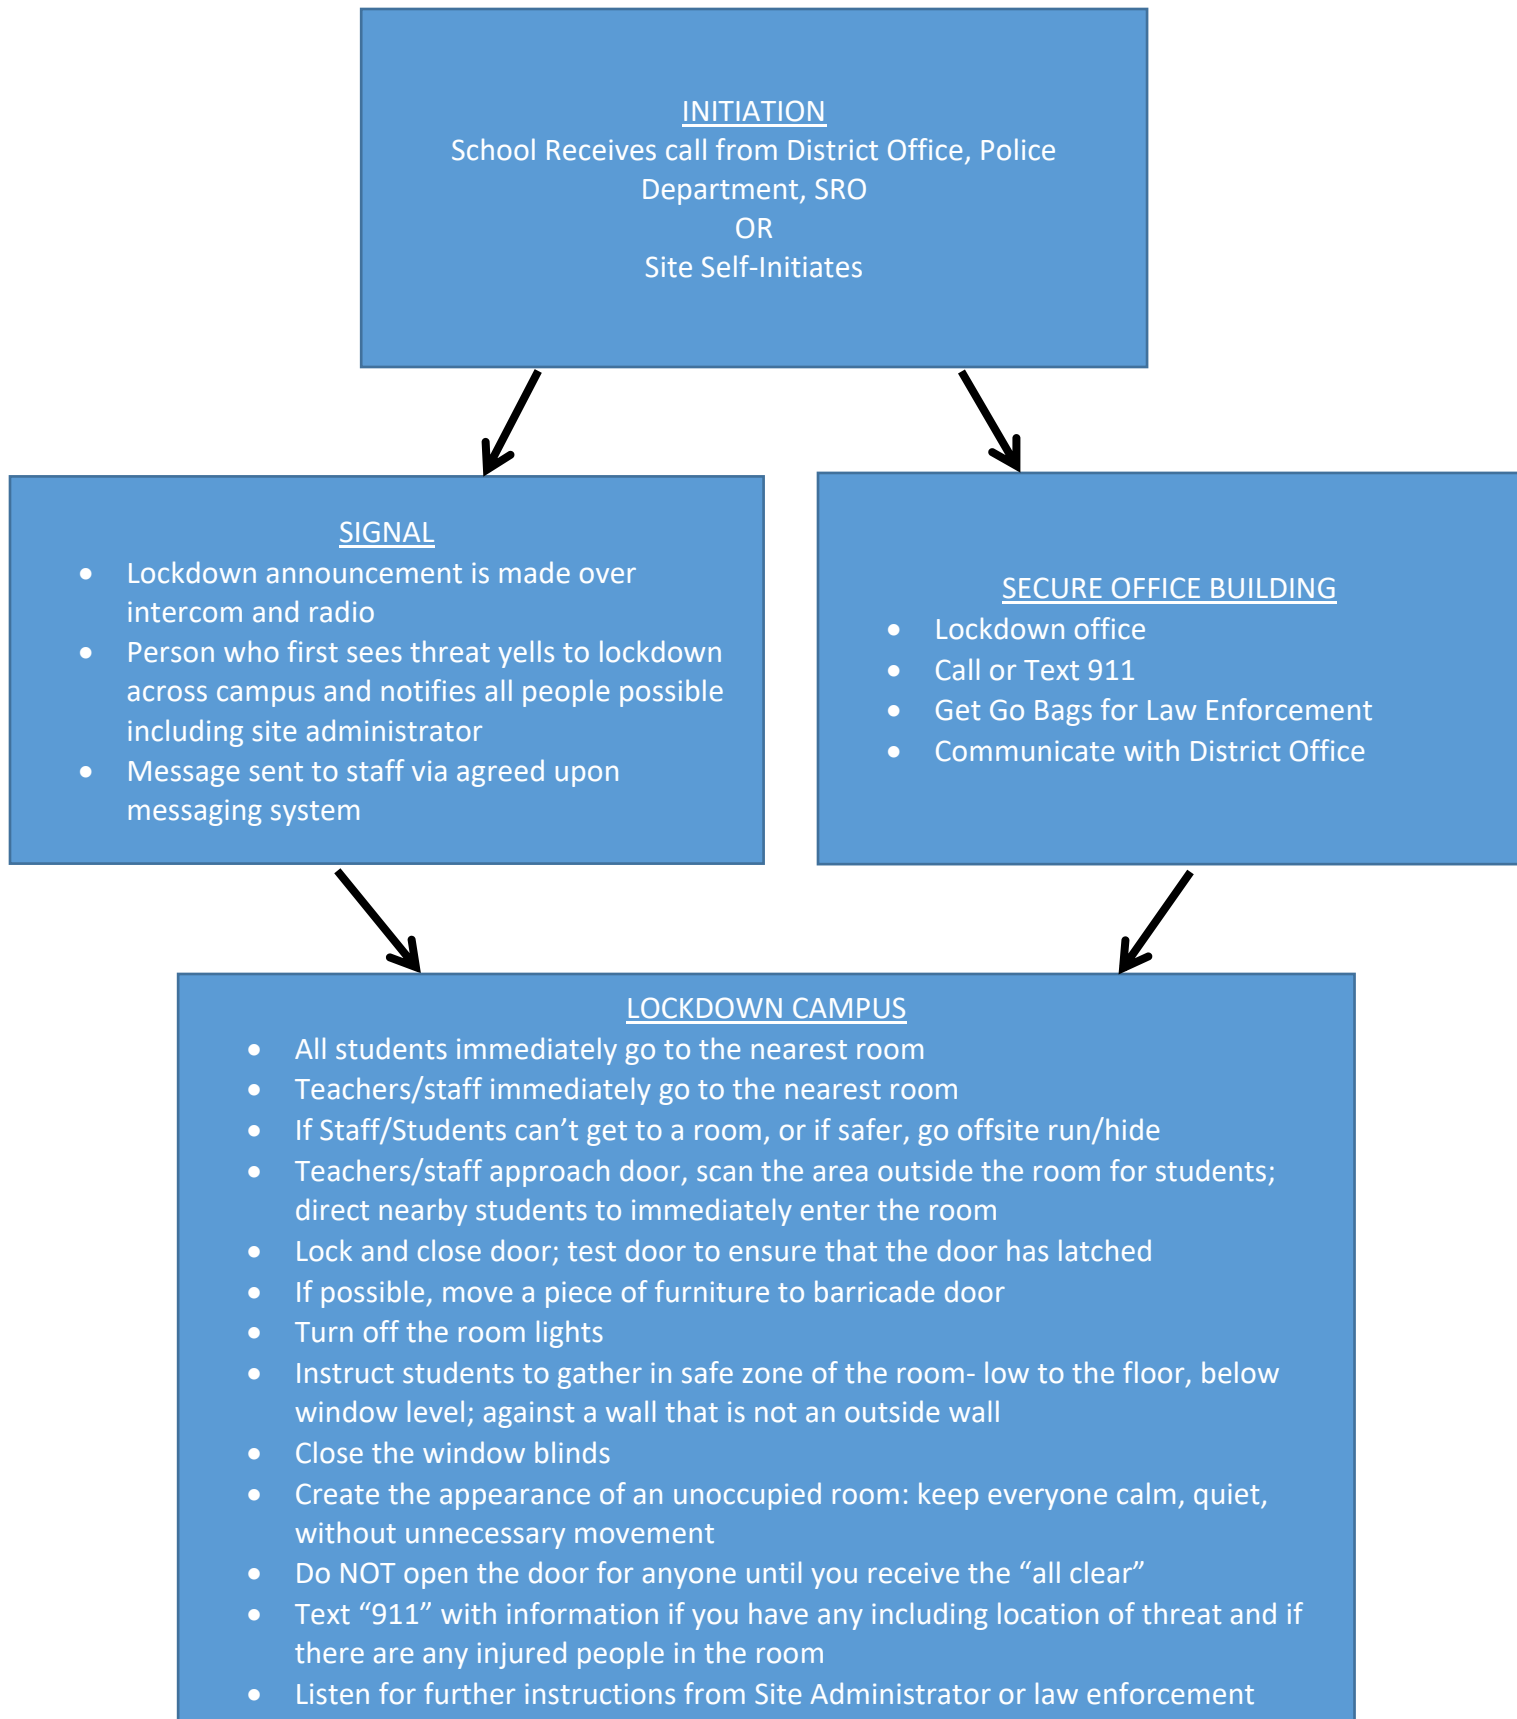 INITIATION
School Receives call from District Office, Police
Department, SRO
OR
Site Self-Initiates
SIGNAL
• Lockdown announcement is made over
intercom and radio
• Person who first sees threat yells to lockdown
across campus and notifies all people possible
including site administrator
• Message sent to staff via agreed upon
messaging system
SECURE OFFICE BUILDING
• Lockdown office
• Call or Text 911
• Get Go Bags for Law Enforcement
• Communicate with District Office
LOCKDOWN CAMPUS
• All students immediately go to the nearest room
• Teachers/staff immediately go to the nearest room
• If Staff/Students can’t get to a room, or if safer, go offsite run/hide
• Teachers/staff approach door, scan the area outside the room for students;
direct nearby students to immediately enter the room
• Lock and close door; test door to ensure that the door has latched
• If possible, move a piece of furniture to barricade door
• Turn off the room lights
• Instruct students to gather in safe zone of the room- low to the floor, below
window level; against a wall that is not an outside wall
• Close the window blinds
• Create the appearance of an unoccupied room: keep everyone calm, quiet,
without unnecessary movement
• Do NOT open the door for anyone until you receive the “all clear”
• Text “911” with information if you have any including location of threat and if
there are any injured people in the room
• Listen for further instructions from Site Administrator or law enforcement